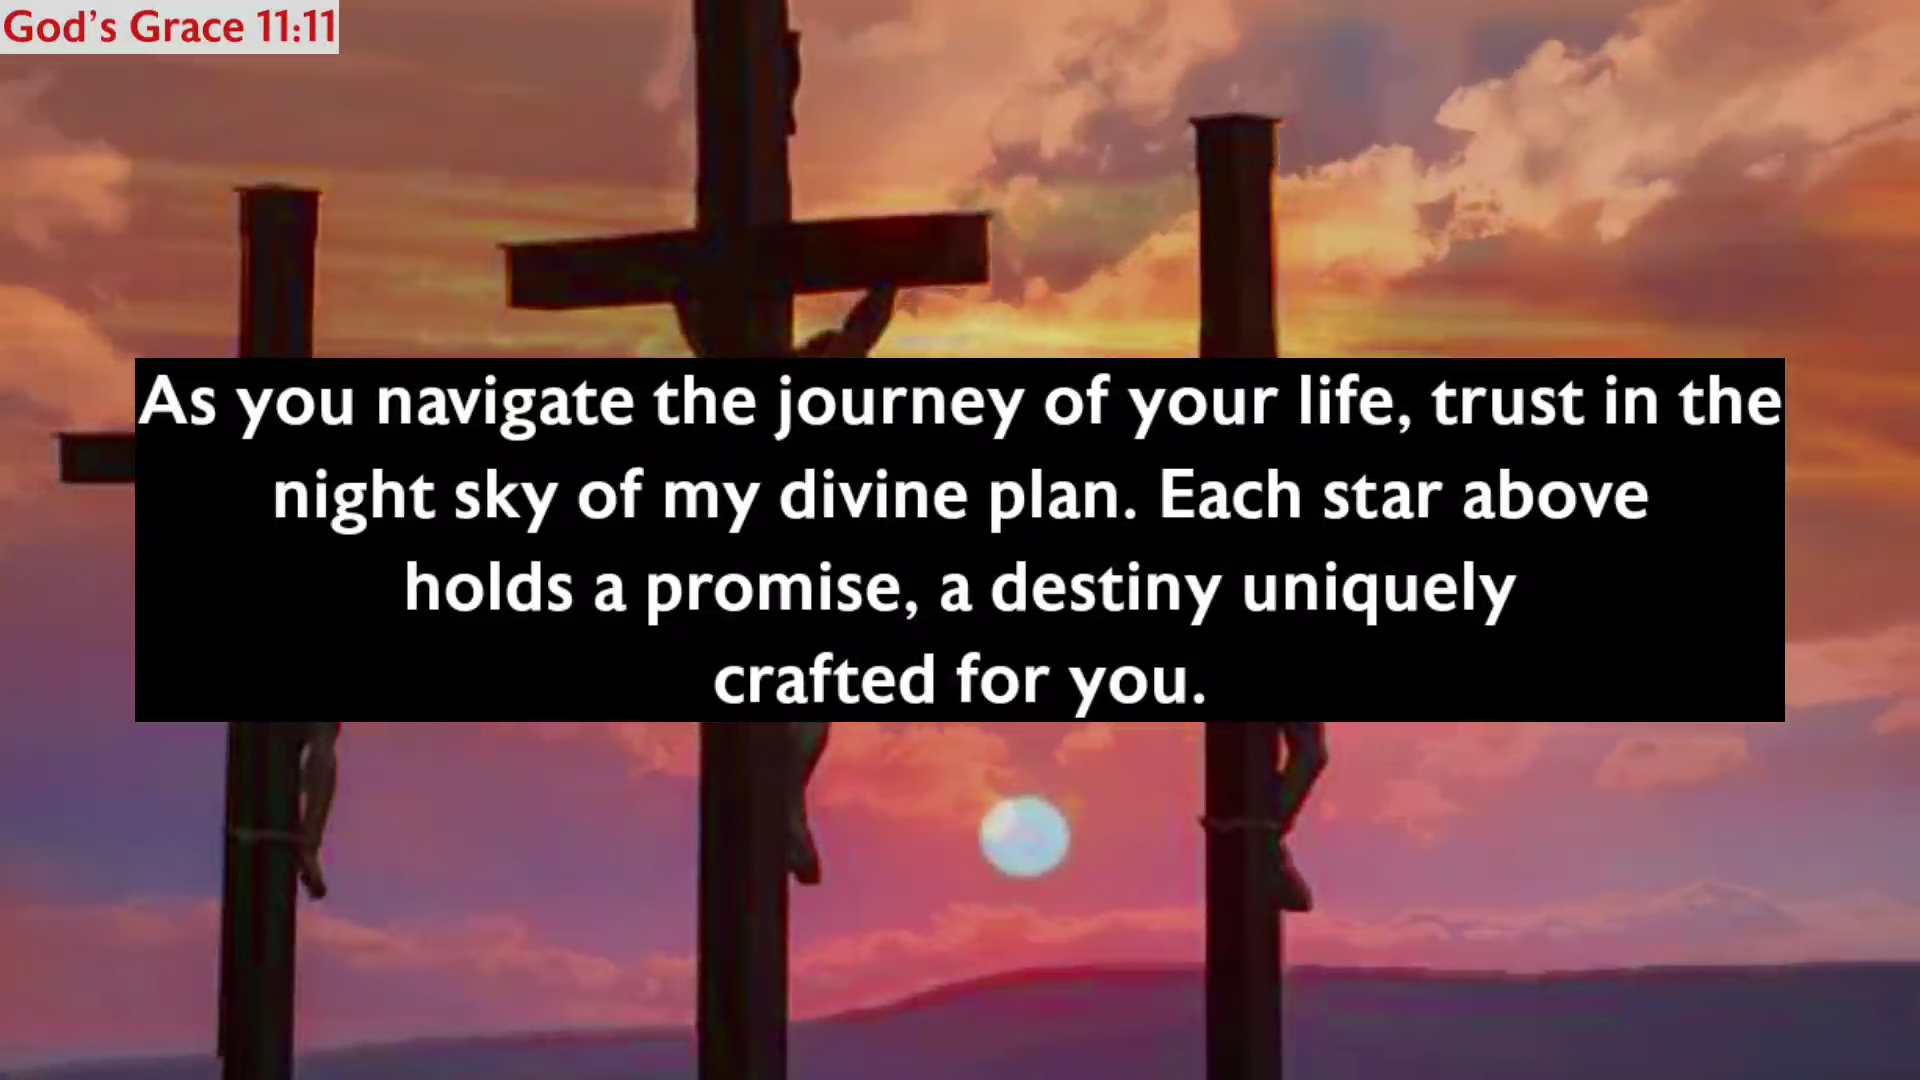 God's Grace 11:11
As you navigate the journey of your life, trust in the
night sky of my divine plan. Each star above
holds a promise, a destiny uniquely
crafted for you.